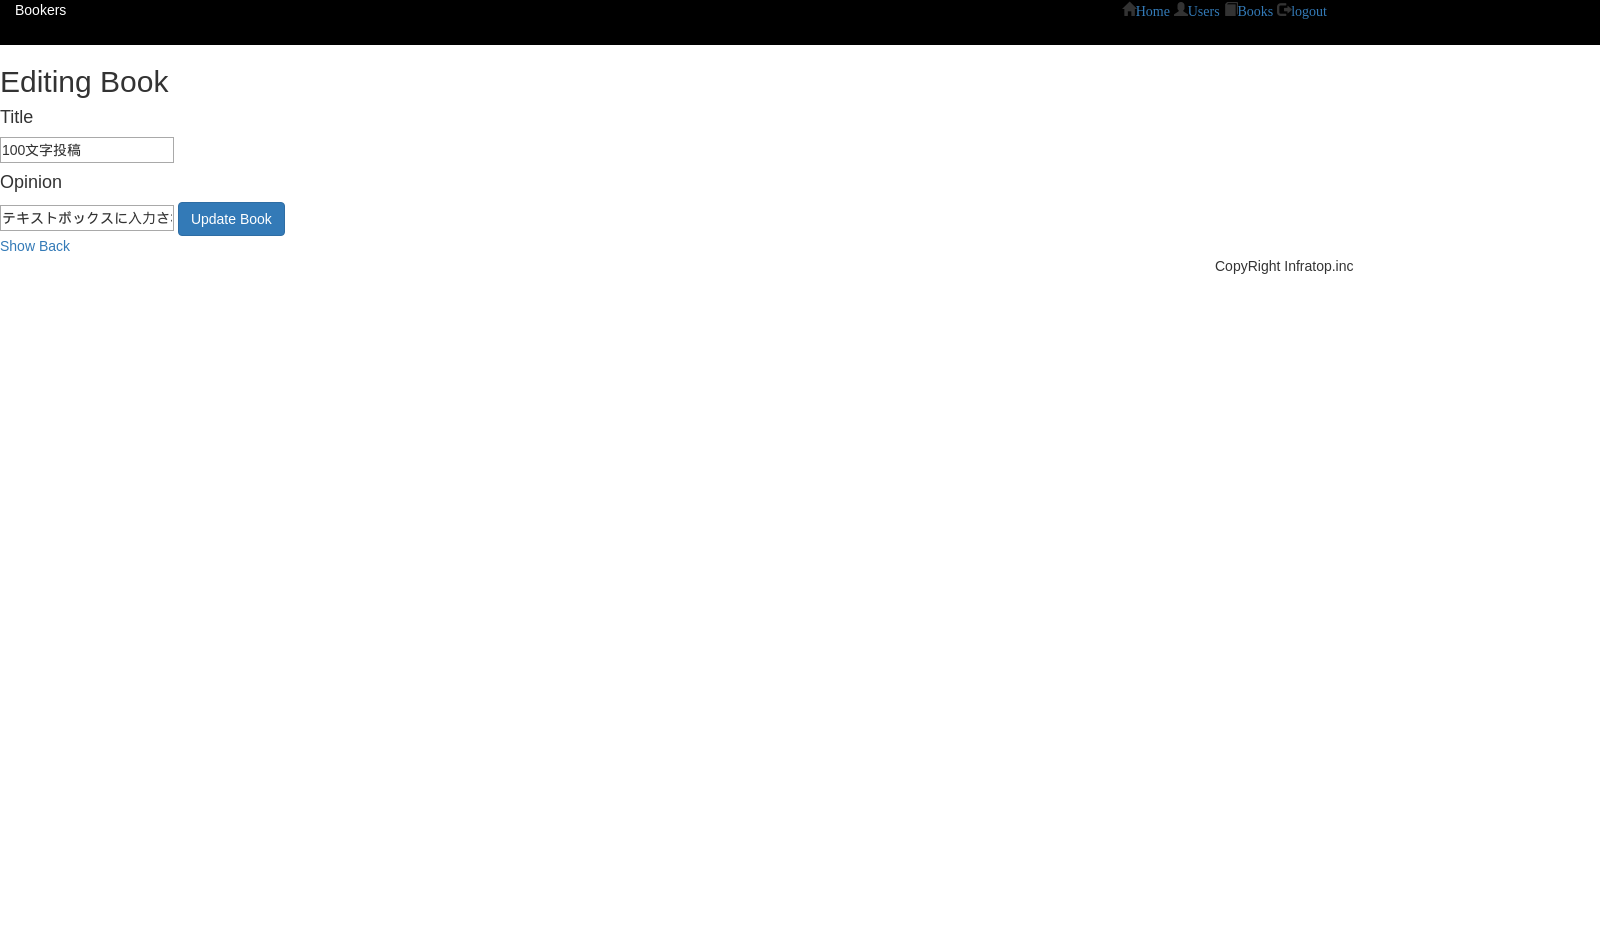 Bookers
Home Users Books logout
Editing Book
Title
100文字投稿
Opinion
テキストボックスに入力さ
Update Book
Show Back
CopyRight Infratop.inc